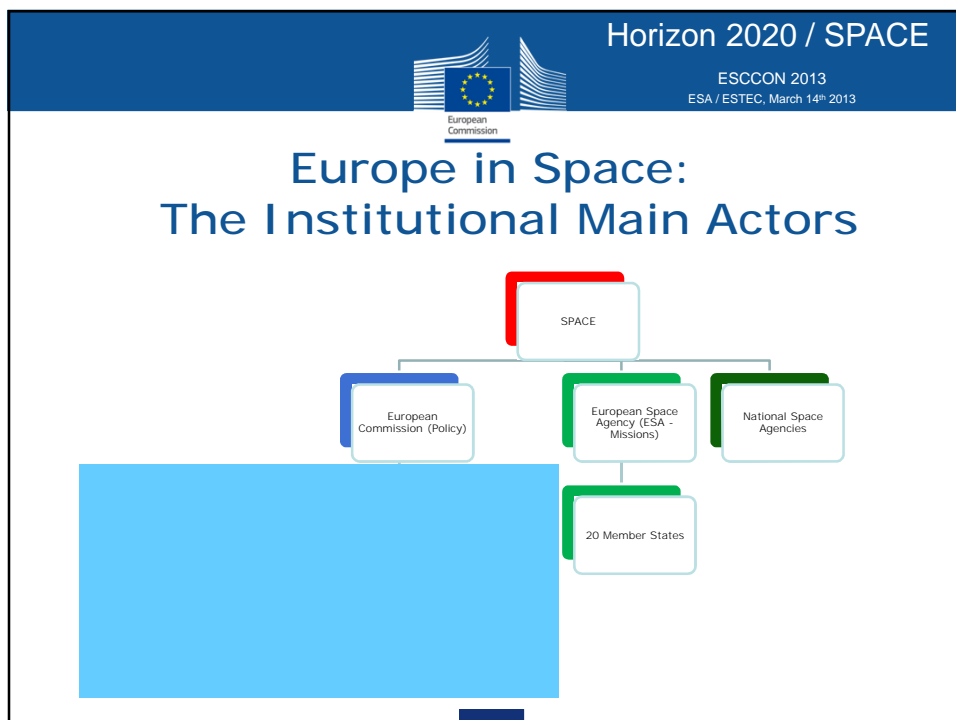 Horizon 2020 / SPACE
ESCCON 2013
ESA / ESTEC, March 14th 2013
European
Commission
Europe in Space:
The Institutional Main Actors
SPACE
European
Commission (Policy)
European Space
Agency (ESA -
Missions)
National Space
Agencies
20 Member States